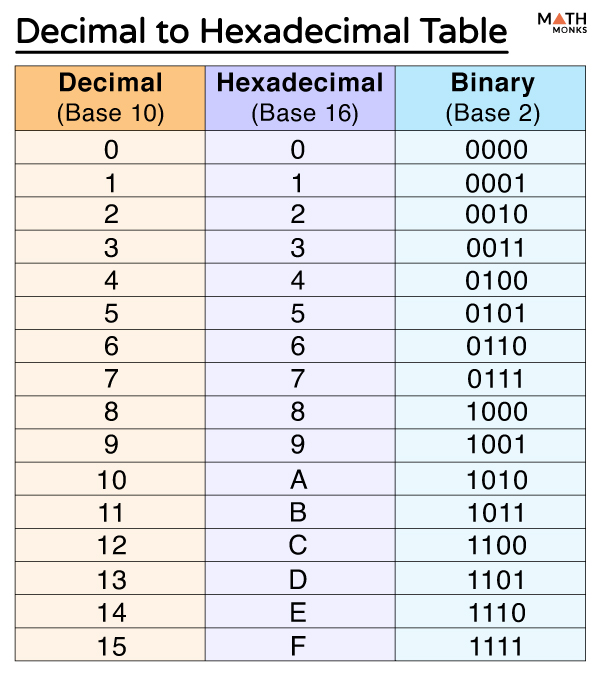 Decimal to Hexadecimal Table
MATH
MONKS
Decimal Hexadecimal Binary
(Base 10) (Base 16) (Base 2)
0 0 0000
1 1 0001
2 2 0010
3 3 0011
4 4 0100
5 5 0101
6 6 0110
7 7 0111
8 8 1000
9 9 1001
10 A 1010
11 B 1011
12 C 1100
13 D 1101
14 E 1110
15 F 1111